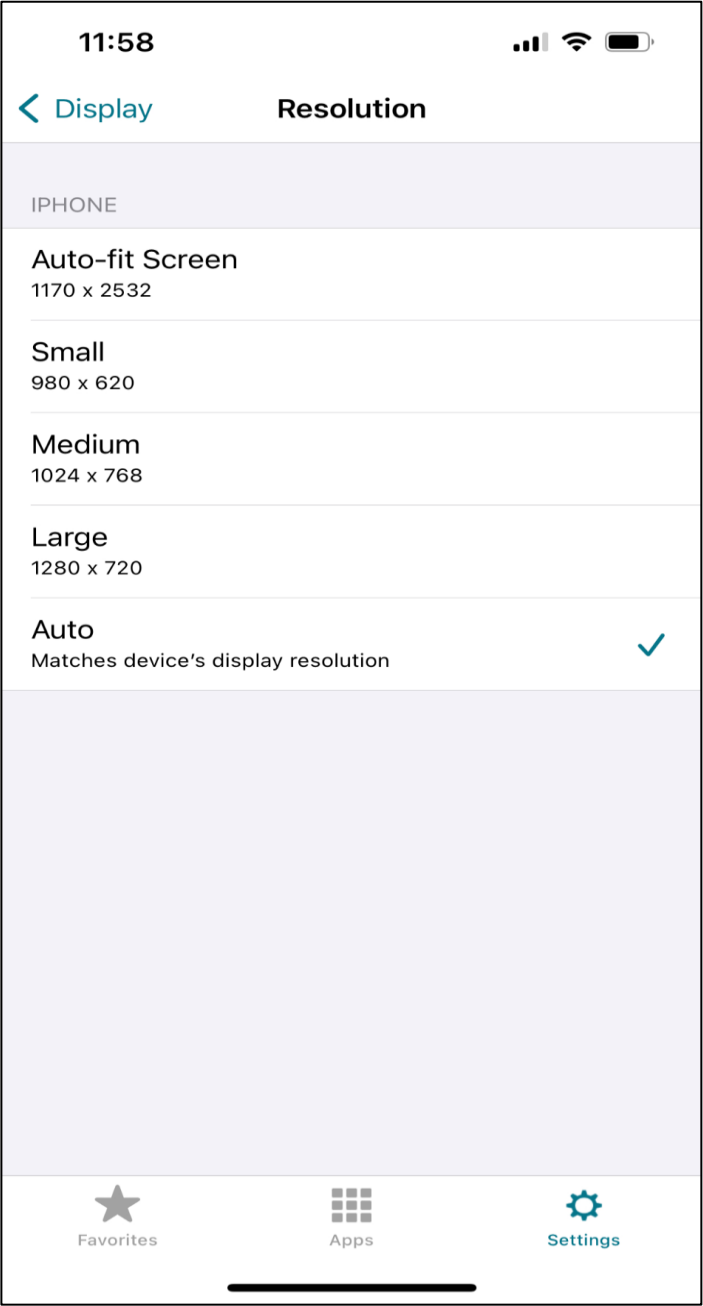 11:58
Display
Resolution
IPHONE
Auto-fit Screen
1170 x 2532
Small
980 x 620
Medium
1024 x 768
Large
1280 x 720
Auto
Matches device's display resolution
Favorites
Apps
Settings